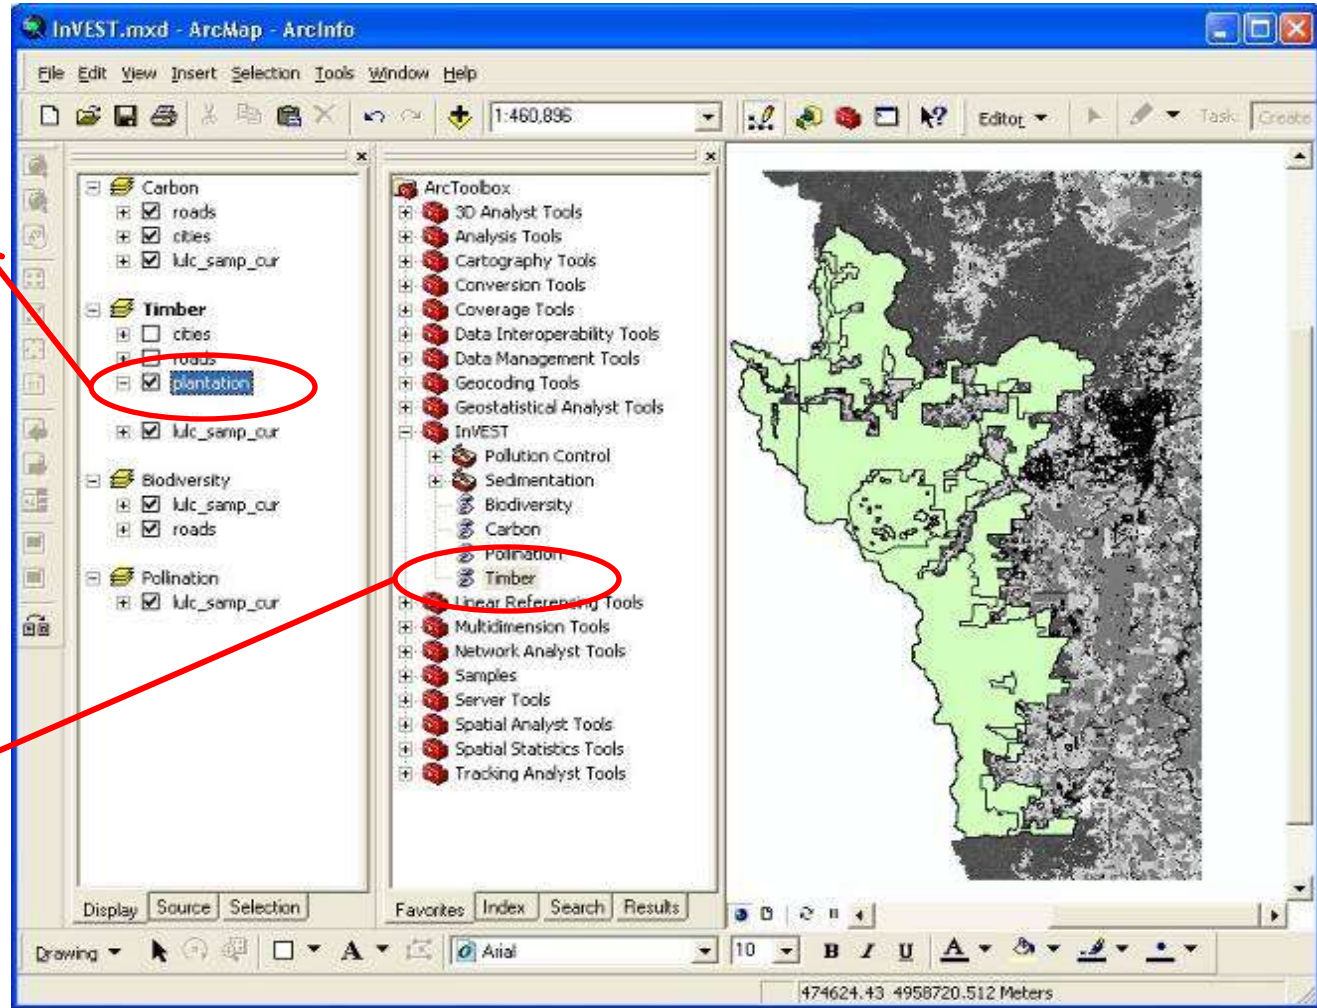 InVEST.mxd - ArcMap - ArcInfo
File Edit View Insert Selection Tools Window Help
1:460,896 Editor Task: Create
Carbon
roads
cities
lulc_samp_cur
Timber
cities
roads
plantation
lulc_samp_cur
Biodiversity
lulc_samp_cur
roads
Pollination
lulc_samp_cur
Display Source Selection
ArcToolbox
3D Analyst Tools
Analysis Tools
Cartography Tools
Conversion Tools
Coverage Tools
Data Interoperability Tools
Data Management Tools
Geocoding Tools
Geostatistical Analyst Tools
InVEST
Pollution Control
Sedimentation
Biodiversity
Carbon
Pollination
Timber
Linear Referencing Tools
Multidimension Tools
Network Analyst Tools
Samples
Server Tools
Spatial Analyst Tools
Spatial Statistics Tools
Tracking Analyst Tools
Favorites Index Search Results
Drawing A Arial 10 B I U A
474624.43 4958720.512 Meters